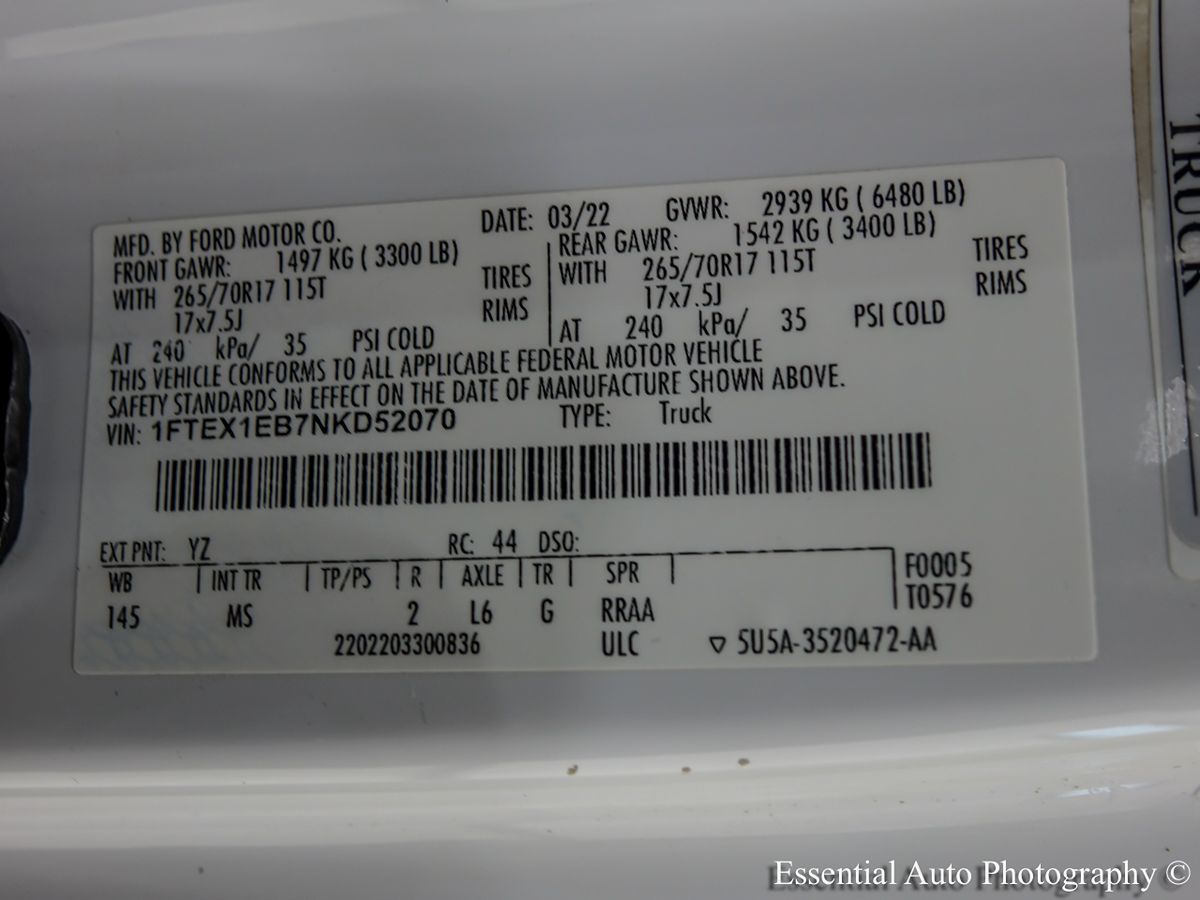 MFD. BY FORD MOTOR CO. DATE: 03/22 GVWR: 2939 KG ( 6480 LB)
FRONT GAWR: 1497 KG ( 3300 LB)
WITH 265/70R17 115T TIRES
17x7.5J RIMS
AT 240 kPa/ 35 PSI COLD
REAR GAWR: 1542 KG ( 3400 LB)
WITH 265/70R17 115T TIRES
17x7.5J RIMS
AT 240 kPa/ 35 PSI COLD
THIS VEHICLE CONFORMS TO ALL APPLICABLE FEDERAL MOTOR VEHICLE
SAFETY STANDARDS IN EFFECT ON THE DATE OF MANUFACTURE SHOWN ABOVE.
VIN: 1FTEX1EB7NKD52070 TYPE: Truck
EXT PNT: YZ RC: 44 DSO:
WB INT TR TP/PS R AXLE TR SPR F0005
145 MS 2 L6 G RRAA T0576
2202203300836 ULC ▽ 5U5A-3520472-AA
TRUCK
Essential Auto Photography ©